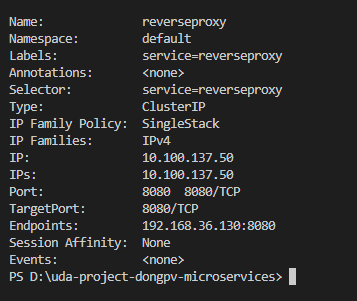 Name: reverseproxy
Namespace: default
Labels: service=reverseproxy
Annotations: <none>
Selector: service=reverseproxy
Type: ClusterIP
IP Family Policy: SingleStack
IP Families: IPv4
IP: 10.100.137.50
IPs: 10.100.137.50
Port: 8080 8080/TCP
TargetPort: 8080/TCP
Endpoints: 192.168.36.130:8080
Session Affinity: None
Events: <none>
PS D:\uda-project-dongpv-microservices>